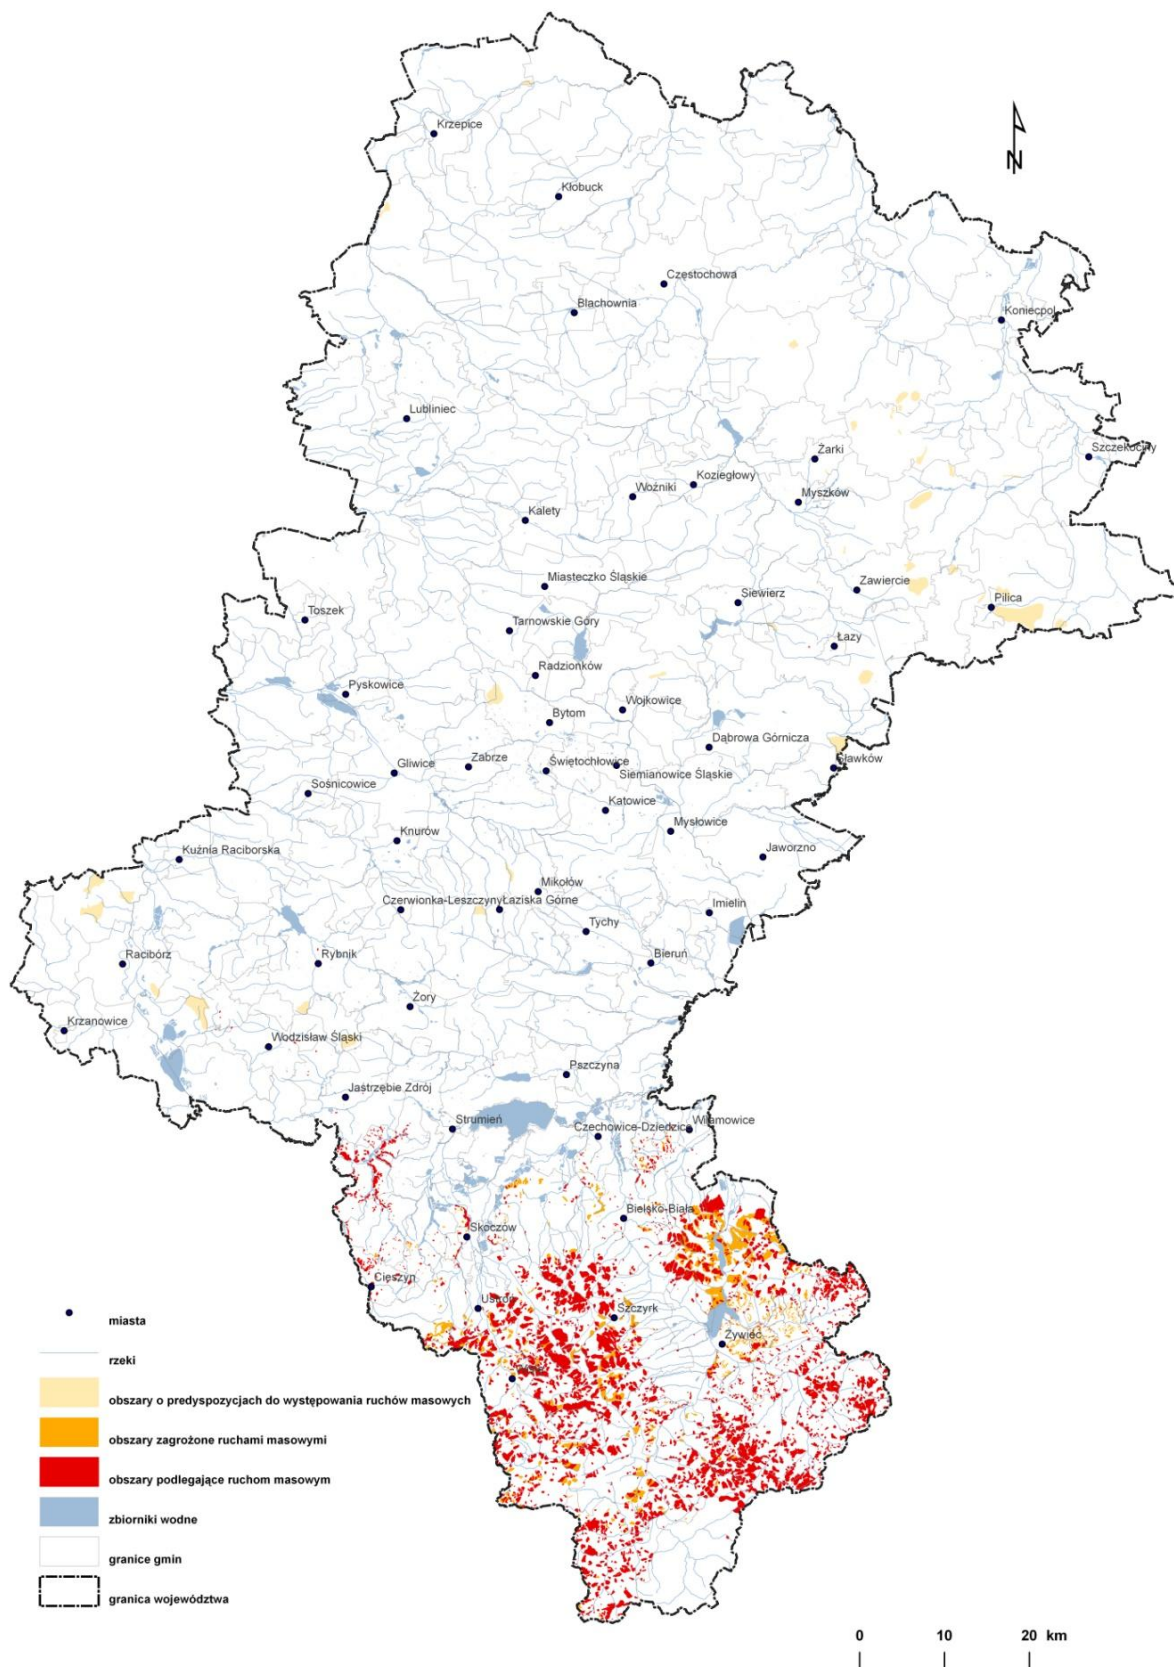 N
Krzepice
Kłobuck
Częstochowa
Blachownia
Koniecpol
Lubliniec
Szczekociny
Żarki
Koziegłowy
Woźniki
Myszków
Kalety
Miasteczko Śląskie
Zawiercie
Siewierz
Pilica
Toszek
Tarnowskie Góry
Łazy
Radzionków
Pyskowice
Wojkowice
Bytom
Dąbrowa Górnicza
Zabrze
Gliwice
Świętochłowice
Siemianowice Śląskie
Sławków
Sośnicowice
Katowice
Mysłowice
Knurów
Kuźnia Raciborska
Jaworzno
Mikołów
Czerwionka-Leszczyny
Łaziska Górne
Imielin
Tychy
Racibórz
Rybnik
Bieruń
Żory
Krzanowice
Wodzisław Śląski
Pszczyna
Jastrzębie Zdrój
Strumień
Wilamowice
Czechowice-Dziedzice
Bielsko-Biała
Skoczów
Cieszyn
Ustroń
Szczyrk
Żywiec
miasta
rzeki
obszary o predyspozycjach do występowania ruchów masowych
obszary zagrożone ruchami masowymi
obszary podlegające ruchom masowym
zbiorniki wodne
granice gmin
granica województwa
0 10 20 km